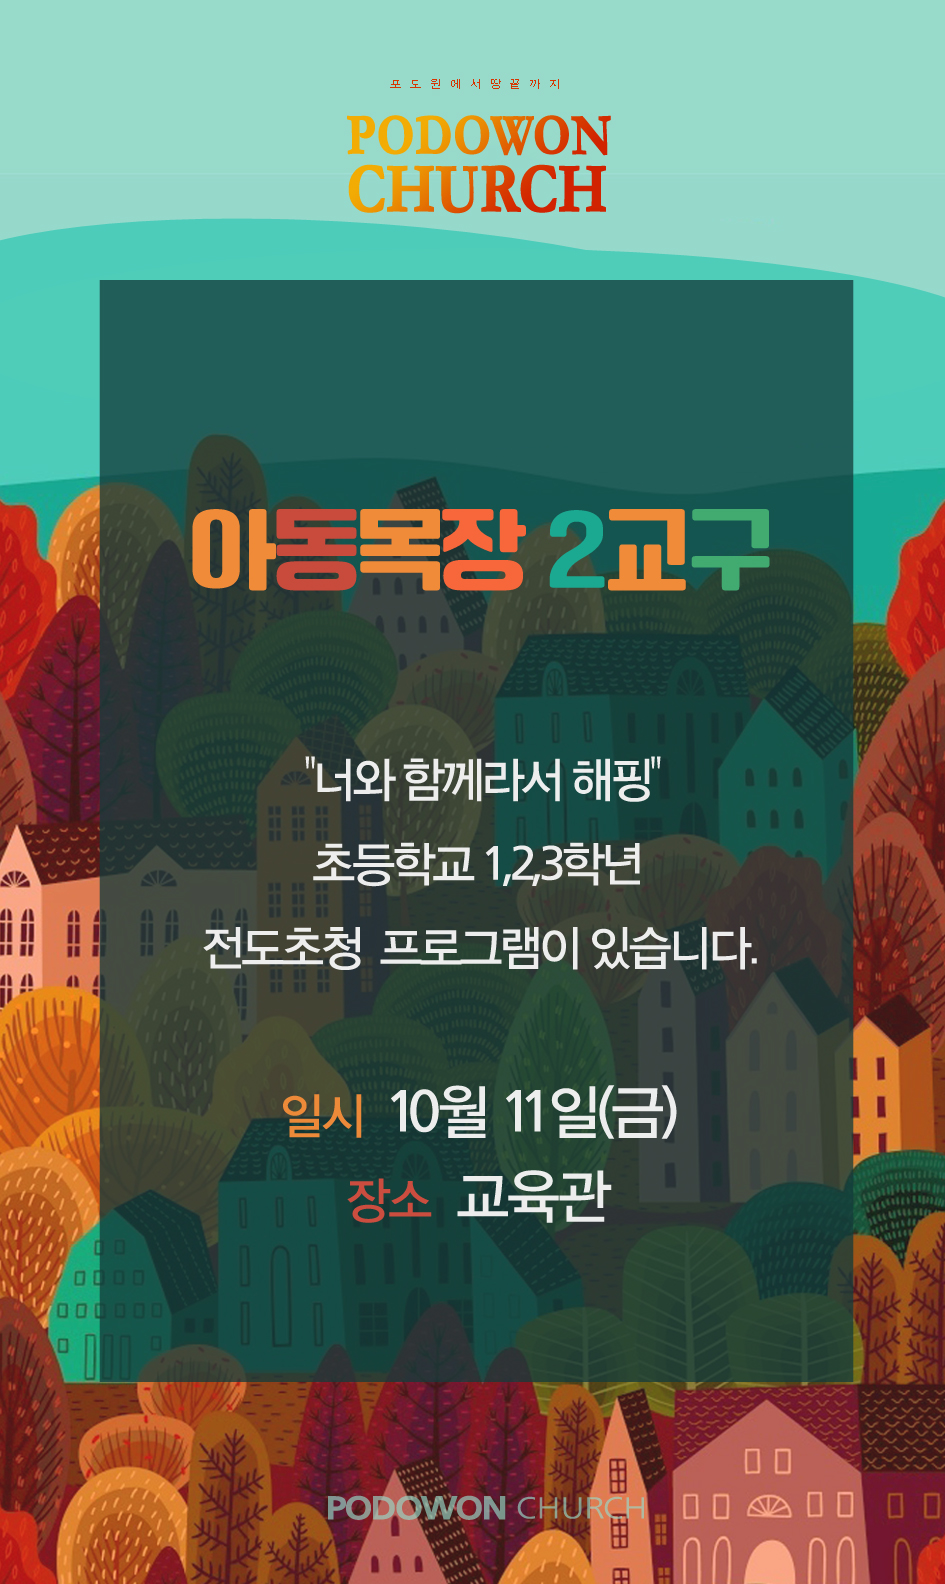 포도원에서땅끝까지
PODOWON
CHURCH
아동목장 2교구
"너와 함께라서 해핑"
초등학교 1,2,3학년
전도초청 프로그램이 있습니다.
일시 10월 11일(금)
장소 교육관
PODOWON CHURCH